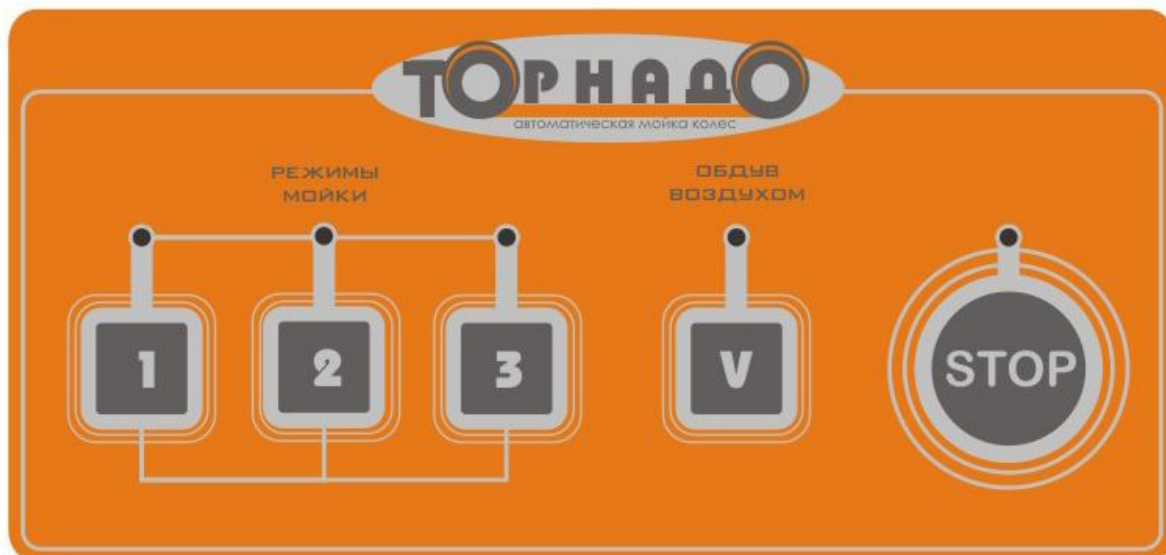 ТОРНАДО
автоматическая мойка колес
РЕЖИМЫ
МОЙКИ
ОБДУВ
ВОЗДУХОМ
1 2 3 V STOP